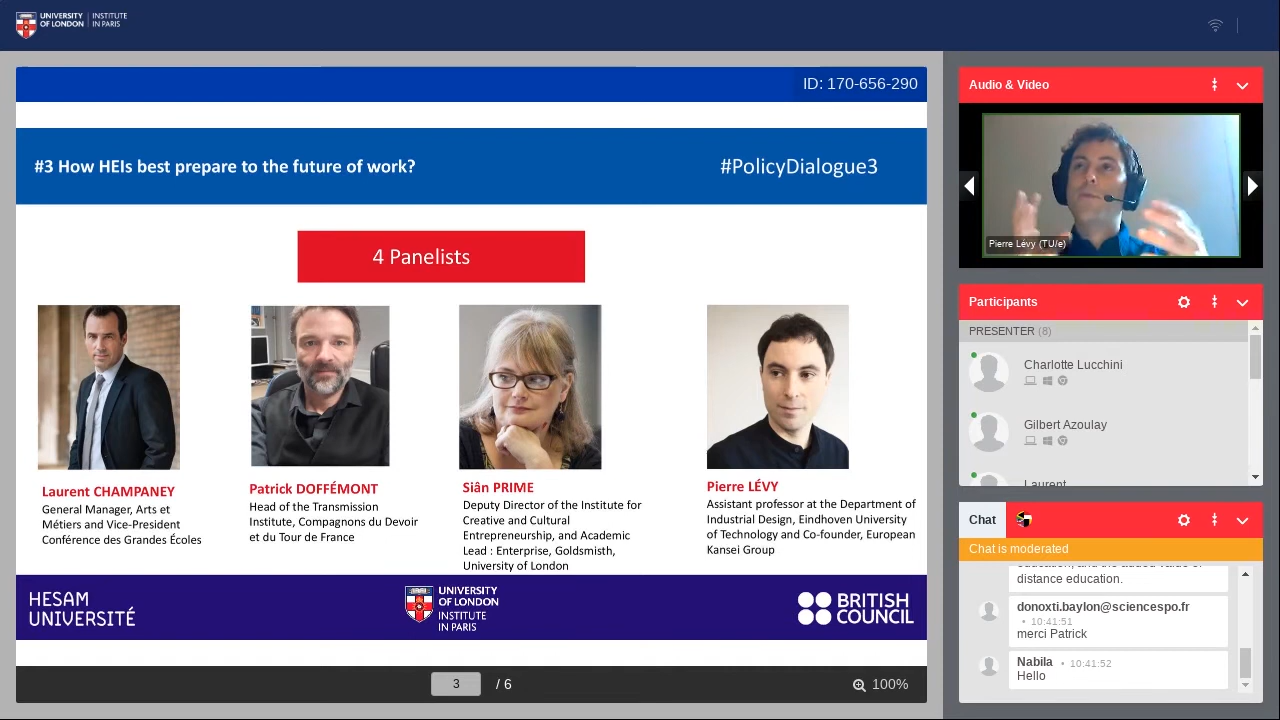 UNIVERSITY OF LONDON
INSTITUTE IN PARIS
ID: 170-656-290
#3 How HEIs best prepare to the future of work?
#PolicyDialogue3
4 Panelists
Laurent CHAMPANEY
General Manager, Arts et
Métiers and Vice-President
Conférence des Grandes Écoles
Patrick DOFFÉMONT
Head of the Transmission
Institute, Compagnons du Devoir
et du Tour de France
Siân PRIME
Deputy Director of the Institute for
Creative and Cultural
Entrepreneurship, and Academic
Lead : Enterprise, Goldsmith,
University of London
Pierre LÉVY
Assistant professor at the Department of
Industrial Design, Eindhoven University
of Technology and Co-founder, European
Kansei Group
HESAM
UNIVERSITÉ
UNIVERSITY
OF LONDON
INSTITUTE
IN PARIS
BRITISH
COUNCIL
3 / 6
100%
Audio & Video
Pierre Lévy (TU/e)
Participants
PRESENTER (8)
Charlotte Lucchini
Gilbert Azoulay
Laurent
Chat
Chat is moderated
education, and the added value of
distance education.
donoxti.baylon@sciencespo.fr
• 10:41:51
merci Patrick
Nabila • 10:41:52
Hello